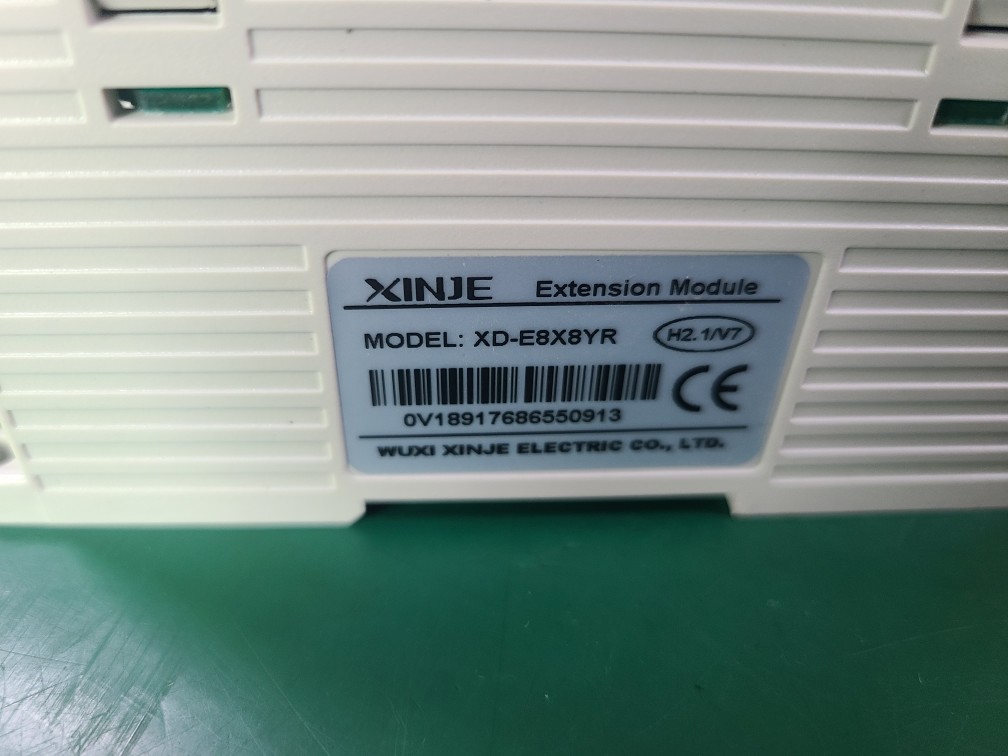 XINJE Extension Module
MODEL: XD-E8X8YR H2.1/V7
CE
0V18917686550913
WUXI XINJE ELECTRIC CO., LTD.